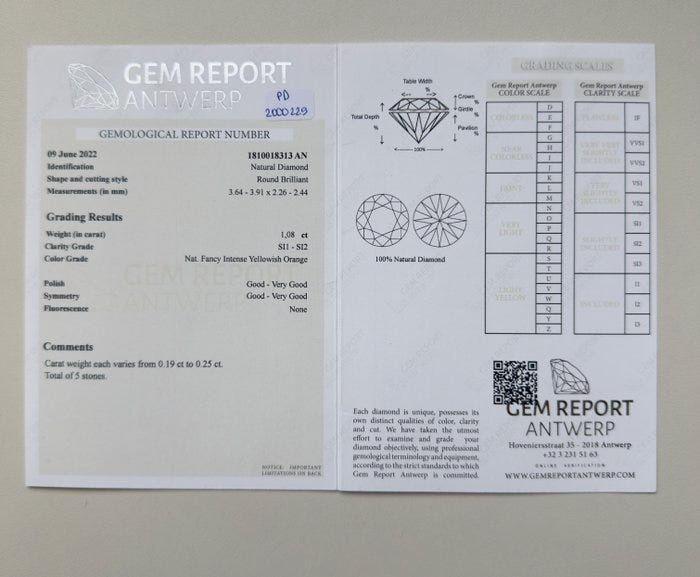 GEM REPORT
ANTWERP
PD
2000229
GEMOLOGICAL REPORT NUMBER
09 June 2022 1810018313 AN
Identification Natural Diamond
Shape and cutting style Round Brilliant
Measurements (in mm) 3.64 - 3.91 x 2.26 - 2.44
Grading Results
Weight (in carat) 1,08 ct
Clarity Grade SI1 - SI2
Color Grade Nat. Fancy Intense Yellowish Orange
Polish Good - Very Good
Symmetry Good - Very Good
Fluorescence None
Comments
Carat weight each varies from 0.19 ct to 0.25 ct.
Total of 5 stones.
NOTICE: IMPORTANT
LIMITATIONS ON BACK
Table Width
%
Total Depth
%
Crown
%
Girdle
%
Pavilion
%
100%
100% Natural Diamond
GRADING SCALES
Gem Report Antwerp
COLOR SCALE
COLORLESS
D
E
F
NEAR
COLORLESS
G
H
I
J
FAINT
K
L
M
VERY
LIGHT
N
O
P
Q
R
LIGHT
YELLOW
S
T
U
V
W
X
Y
Z
Gem Report Antwerp
CLARITY SCALE
FLAWLESS
IF
VERY VERY
SLIGHTLY
INCLUDED
VVS1
VVS2
VERY
SLIGHTLY
INCLUDED
VS1
VS2
SLIGHTLY
INCLUDED
SI1
SI2
SI3
INCLUDED
I1
I2
I3
Each diamond is unique, possesses its
own distinct qualities of color, clarity
and cut. We have taken the utmost
effort to examine and grade your
diamond objectively, using professional
gemological terminology and equipment,
according to the strict standards to which
Gem Report Antwerp is committed.
GEM REPORT
ANTWERP
Hoveniersstraat 35 - 2018 Antwerp
+32 3 231 51 63
ONLINE VERIFICATION
WWW.GEMREPORTANTWERP.COM